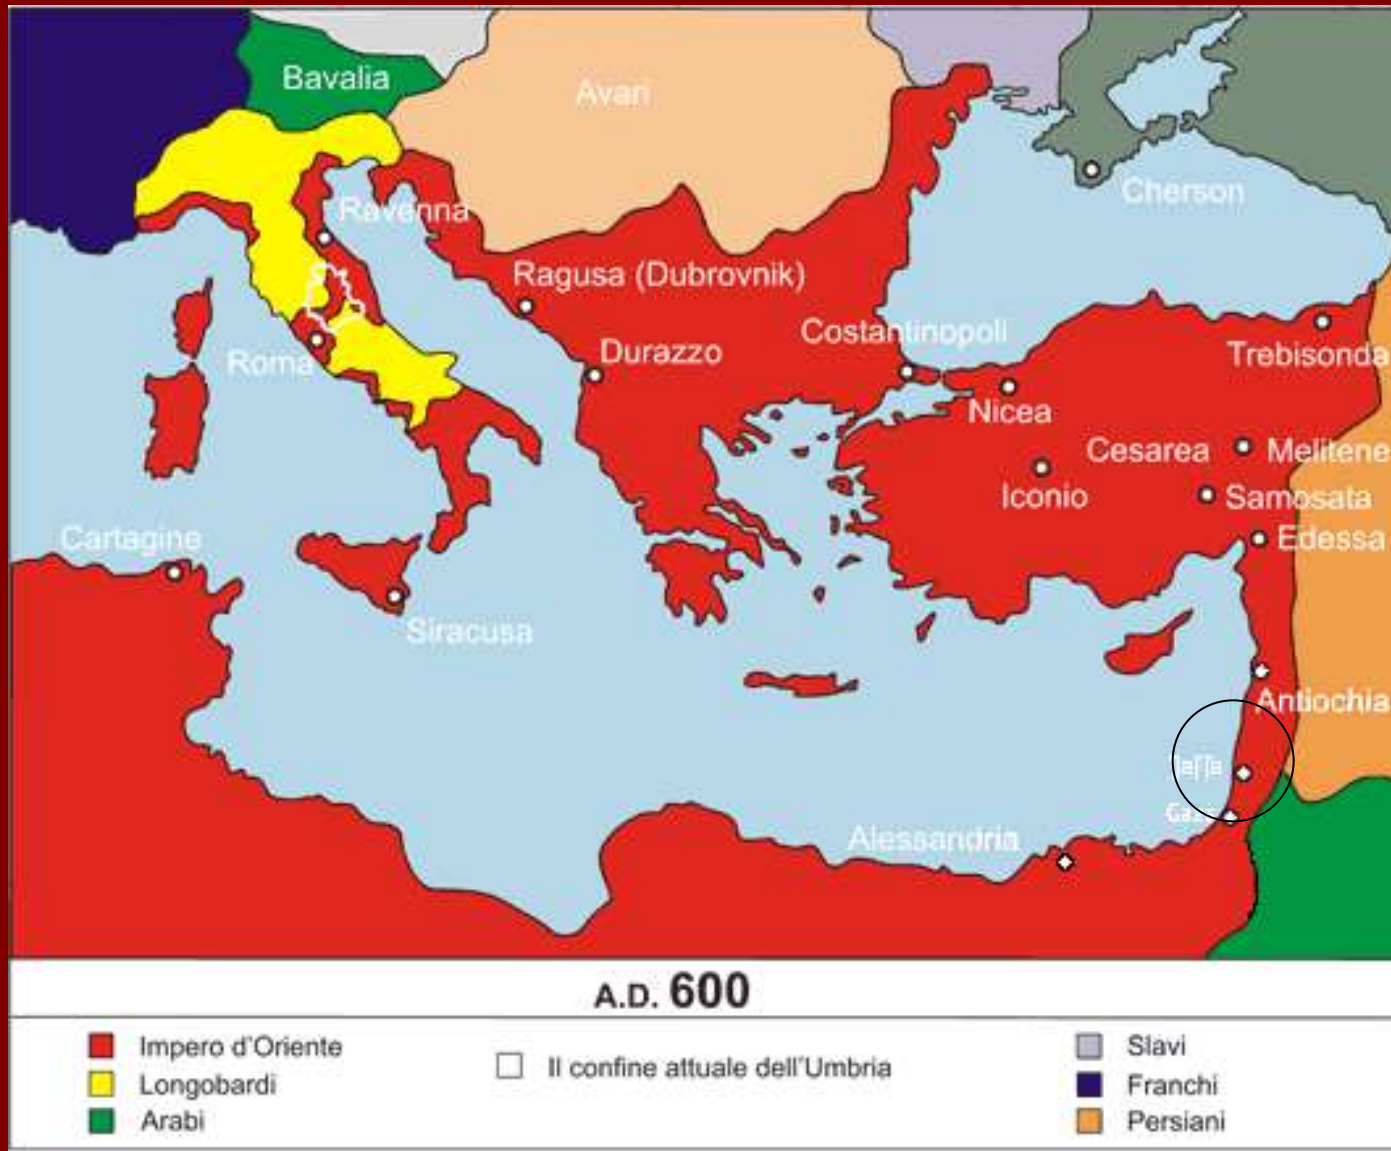 Bavalia
Avari
Cherson
Ravenna
Ragusa (Dubrovnik)
Costantinopoli
Durazzo
Trebisonda
Roma
Nicea
Cesarea
Melitene
Iconio
Samosata
Cartagine
Edessa
Siracusa
Antiochia
Alessandria
A.D. 600
Impero d'Oriente
Longobardi
Arabi
Il confine attuale dell'Umbria
Slavi
Franchi
Persiani